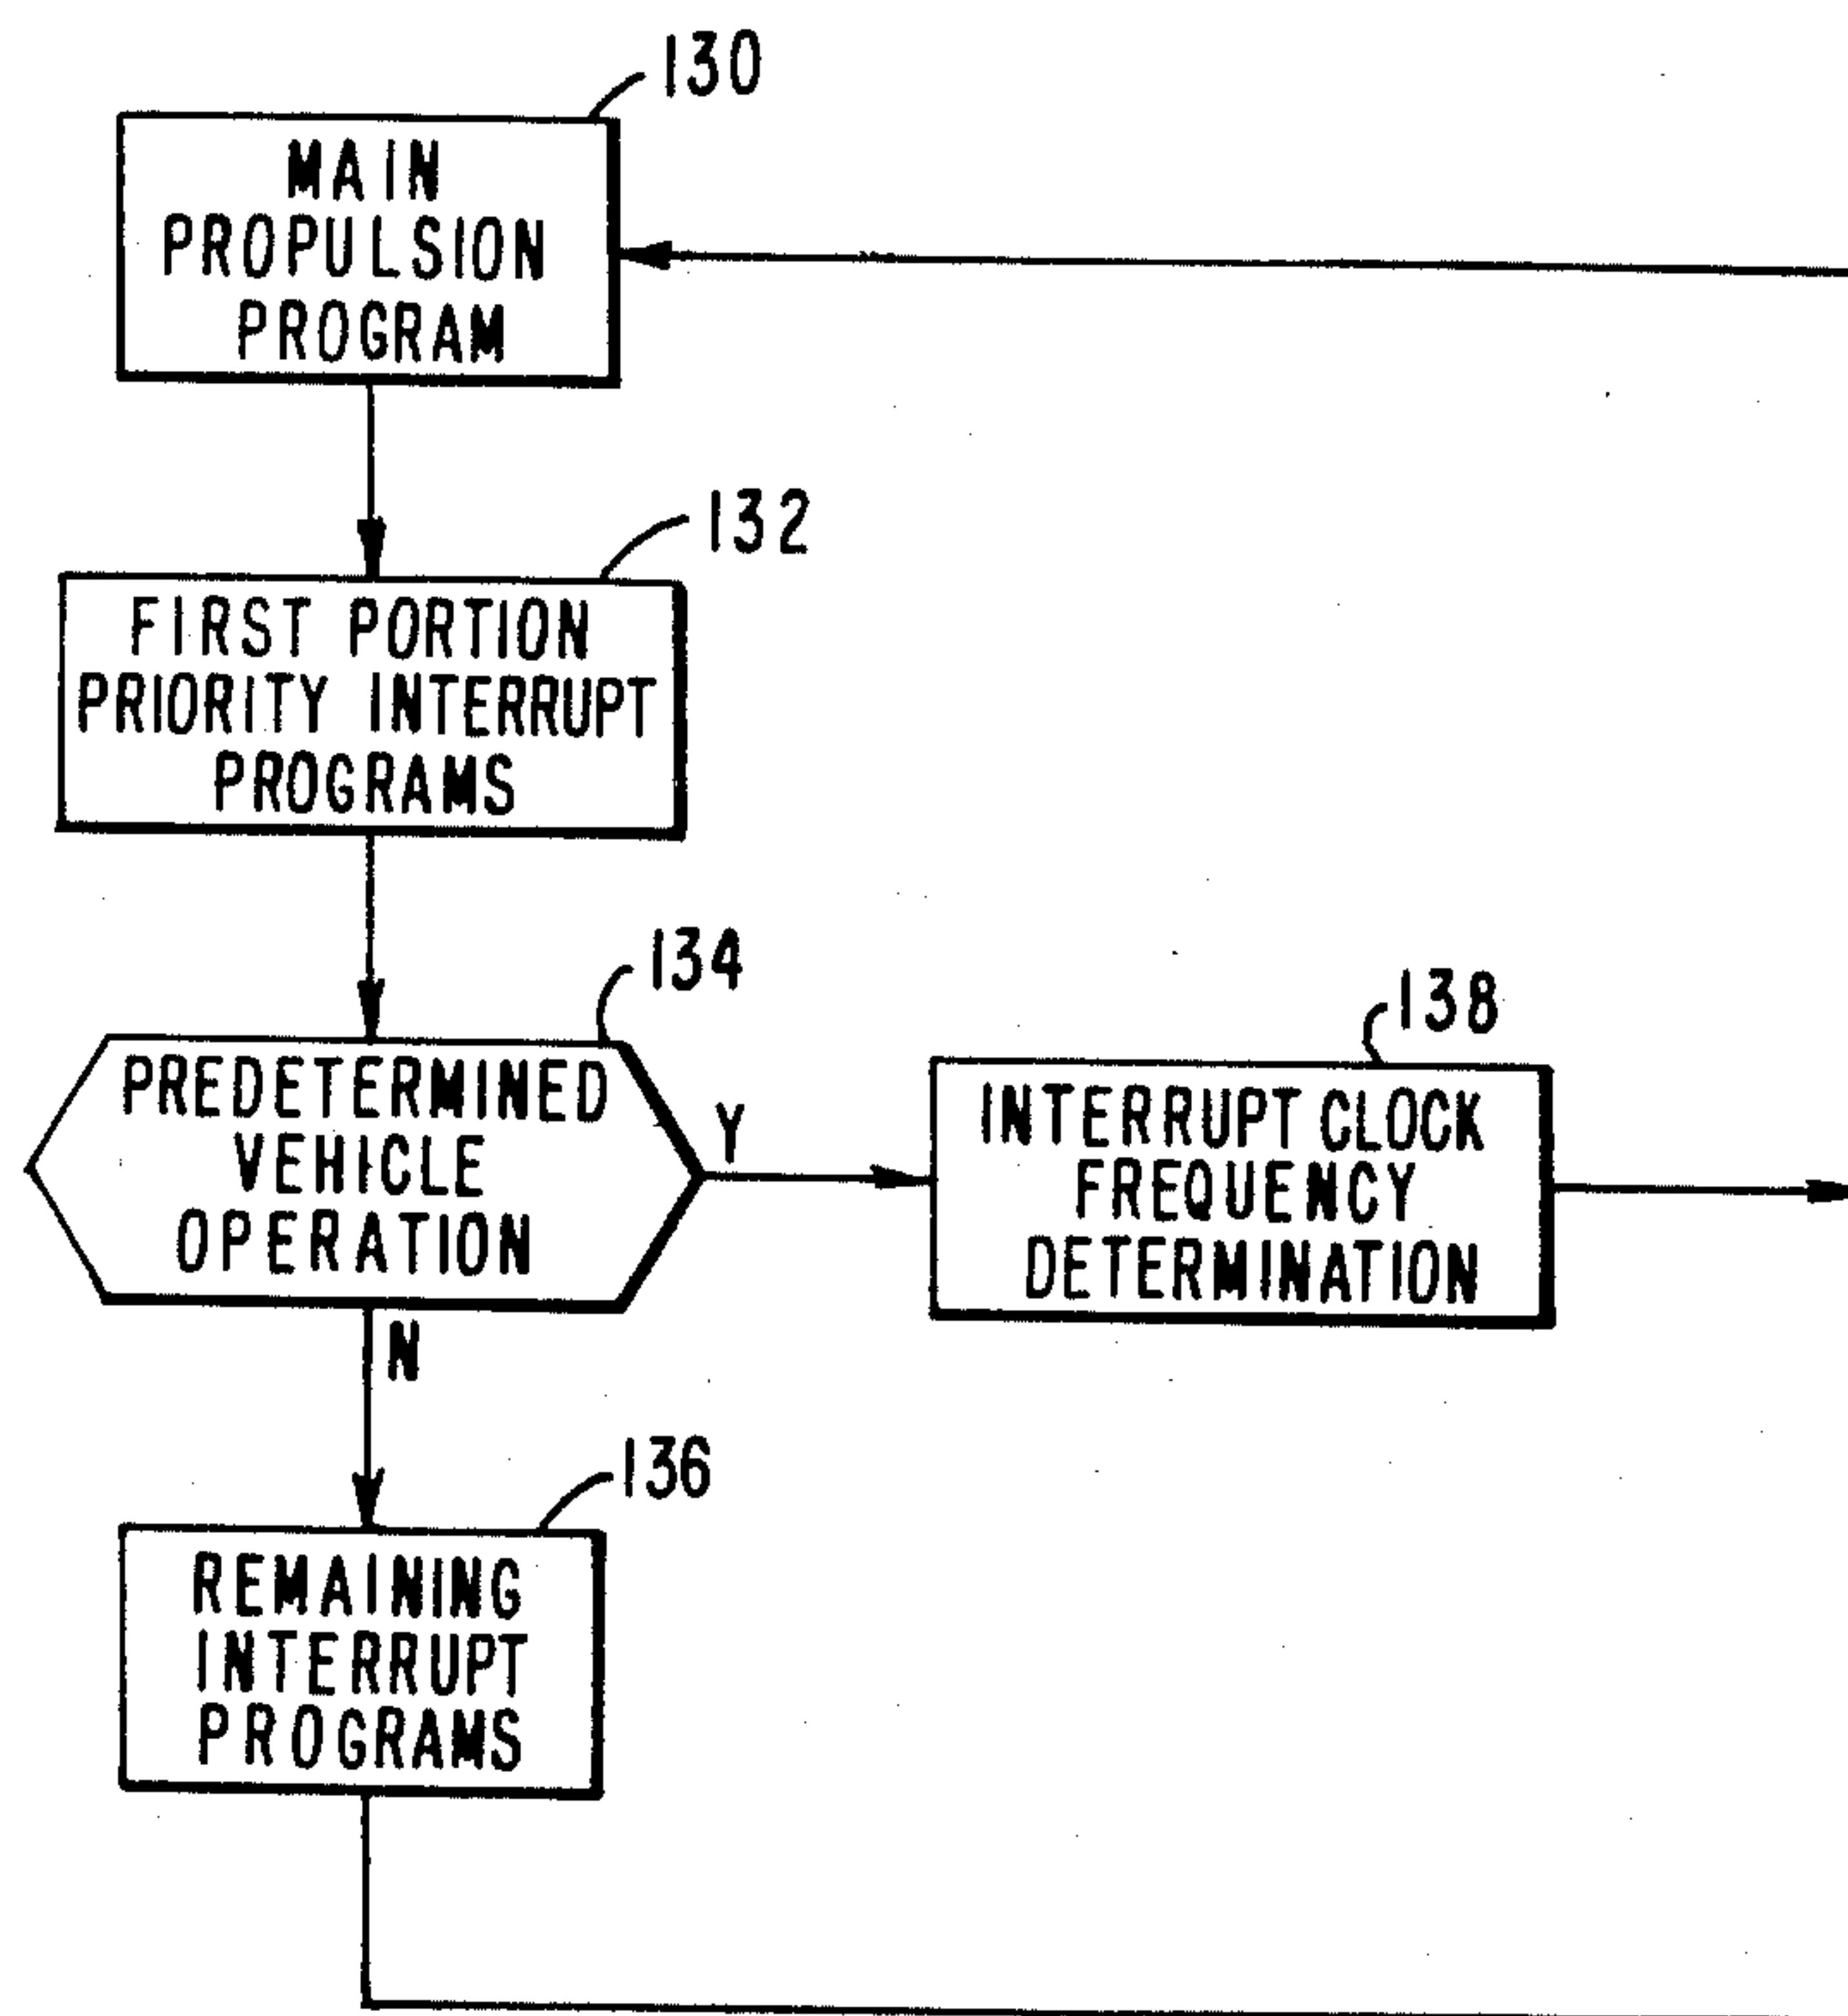 130
MAIN
PROPULSION
PROGRAM
132
FIRST PORTION
PRIORITY INTERRUPT
PROGRAMS
134
PREDETERMINED
VEHICLE
OPERATION
Y
N
138
INTERRUPT CLOCK
FREQUENCY
DETERMINATION
136
REMAINING
INTERRUPT
PROGRAMS